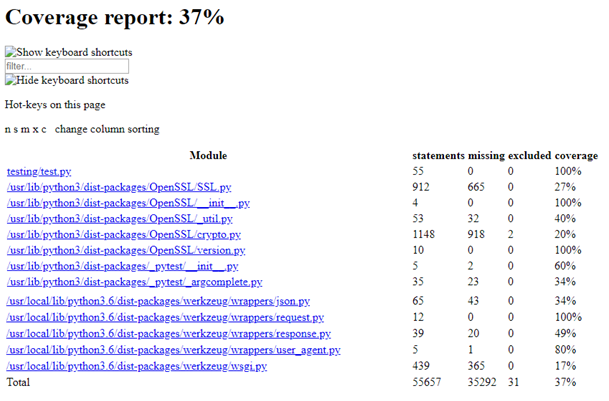 Coverage report: 37%
Show keyboard shortcuts
filter...
Hide keyboard shortcuts
Hot-keys on this page
n s m x c change column sorting
Module statements missing excluded coverage
testing/test.py 55 0 0 100%
/usr/lib/python3/dist-packages/OpenSSL/SSL.py 912 665 0 27%
/usr/lib/python3/dist-packages/OpenSSL/__init__.py 4 0 0 100%
/usr/lib/python3/dist-packages/OpenSSL/_util.py 53 32 0 40%
/usr/lib/python3/dist-packages/OpenSSL/crypto.py 1148 918 2 20%
/usr/lib/python3/dist-packages/OpenSSL/version.py 10 0 0 100%
/usr/lib/python3/dist-packages/_pytest/__init__.py 5 2 0 60%
/usr/lib/python3/dist-packages/_pytest/_argcomplete.py 35 23 0 34%
/usr/local/lib/python3.6/dist-packages/werkzeug/wrappers/json.py 65 43 0 34%
/usr/local/lib/python3.6/dist-packages/werkzeug/wrappers/request.py 12 0 0 100%
/usr/local/lib/python3.6/dist-packages/werkzeug/wrappers/response.py 39 20 0 49%
/usr/local/lib/python3.6/dist-packages/werkzeug/wrappers/user_agent.py 5 1 0 80%
/usr/local/lib/python3.6/dist-packages/werkzeug/wsgi.py 439 365 0 17%
Total 55657 35292 31 37%